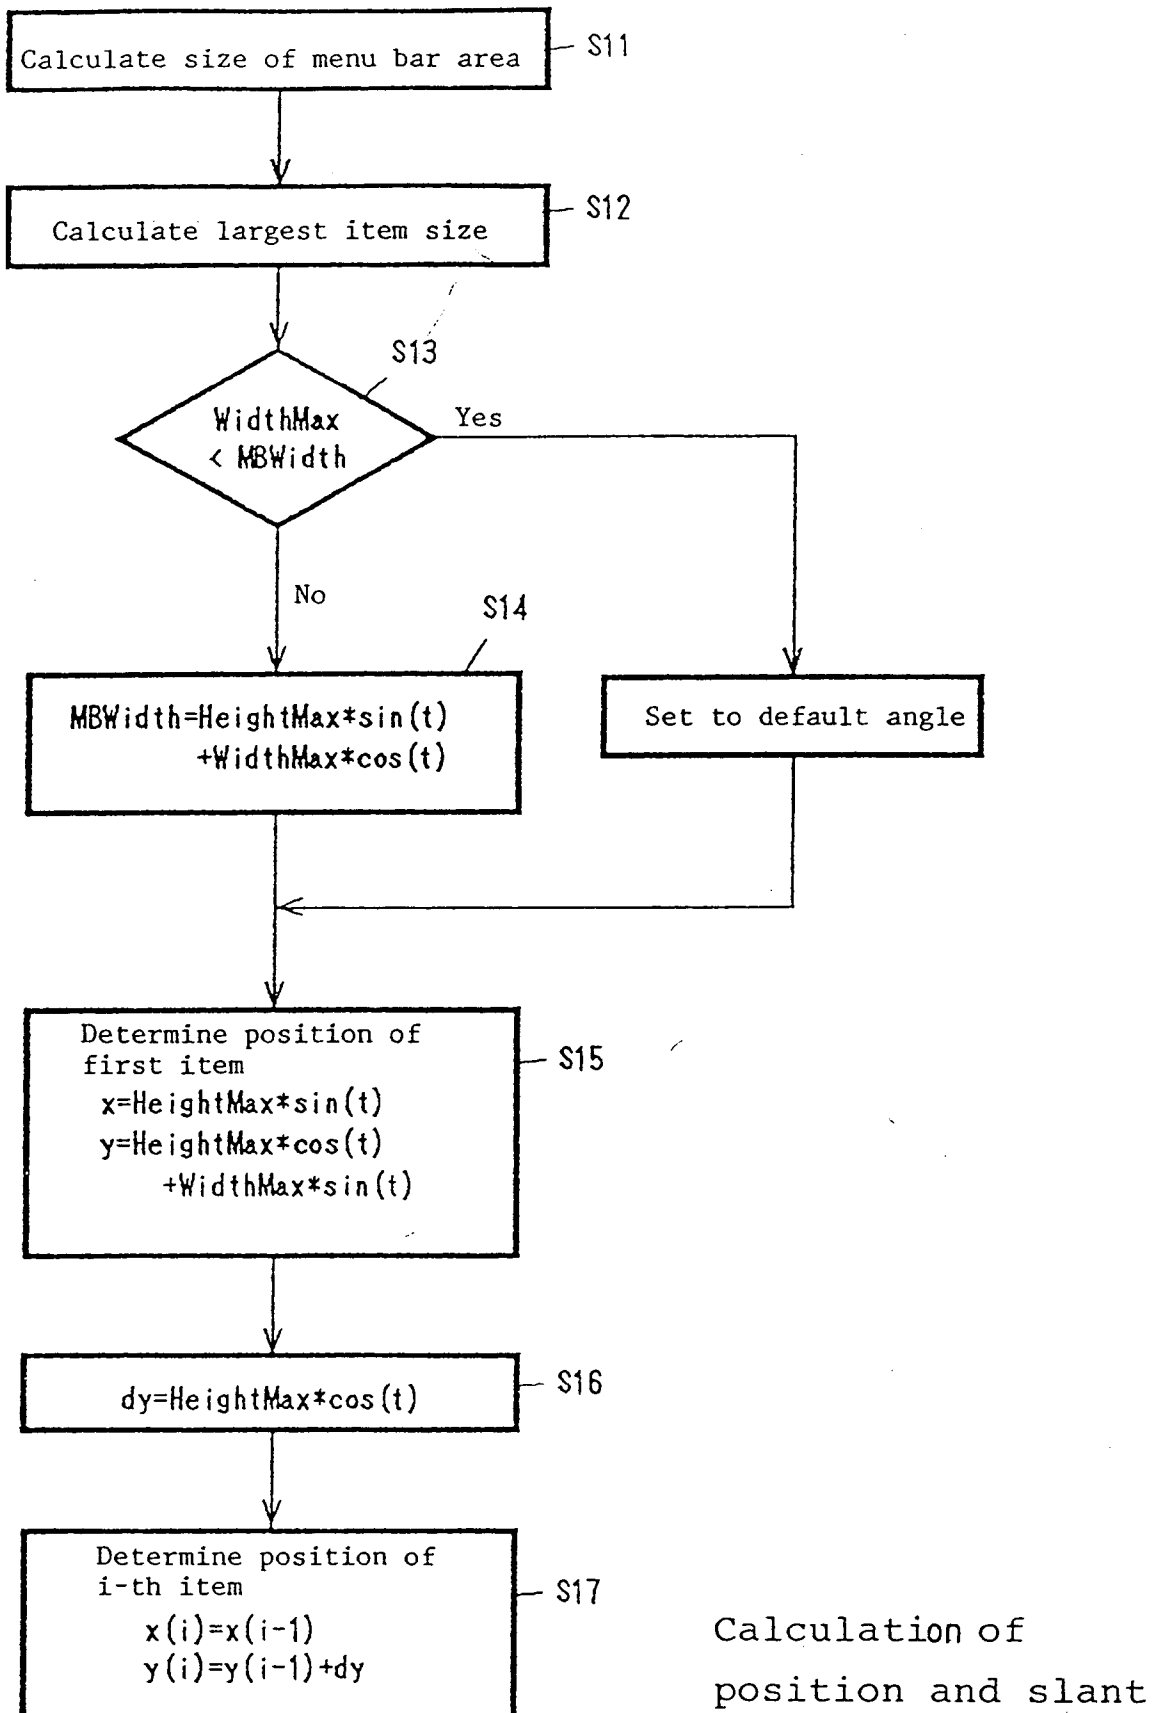 Calculate size of menu bar area
S11
Calculate largest item size
S12
S13
WidthMax
< MBWidth
Yes
No
S14
MBWidth=HeightMax*sin(t)
+WidthMax*cos(t)
Set to default angle
Determine position of
first item
x=HeightMax*sin(t)
y=HeightMax*cos(t)
+WidthMax*sin(t)
S15
dy=HeightMax*cos(t)
S16
Determine position of
i-th item
x(i)=x(i-1)
y(i)=y(i-1)+dy
S17
Calculation of
position and slant